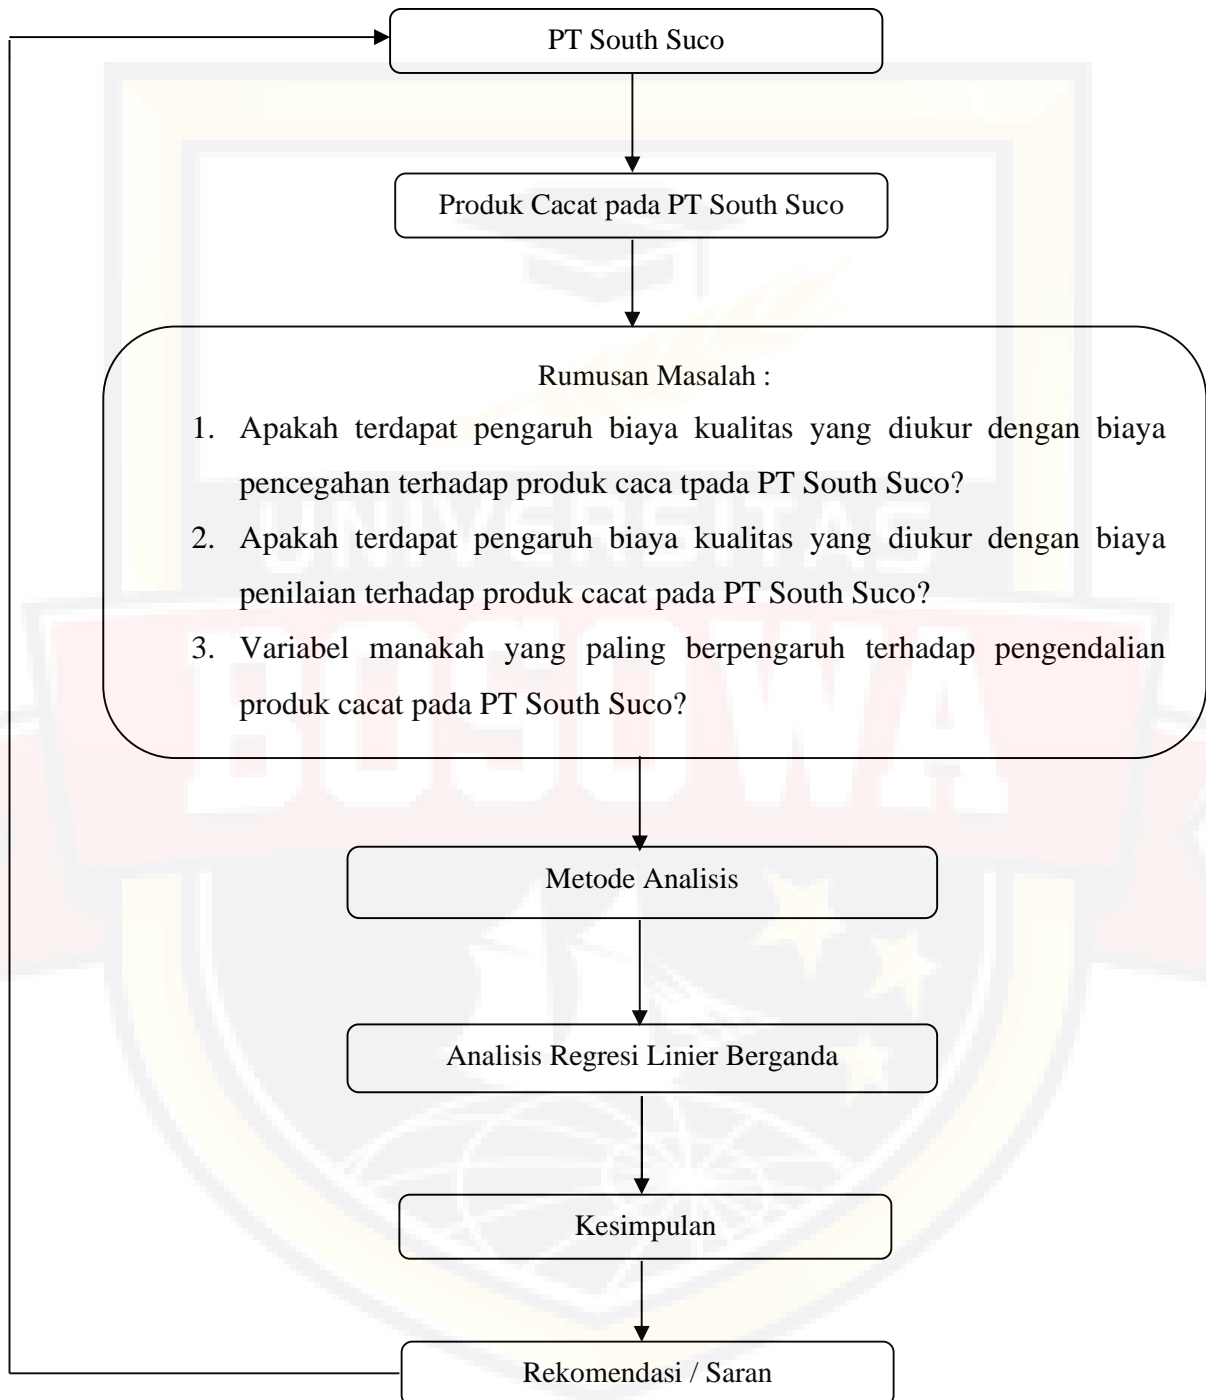 PT South Suco
Produk Cacat pada PT South Suco
Rumusan Masalah :
1. Apakah terdapat pengaruh biaya kualitas yang diukur dengan biaya
pencegahan terhadap produk caca tpada PT South Suco?
2. Apakah terdapat pengaruh biaya kualitas yang diukur dengan biaya
penilaian terhadap produk cacat pada PT South Suco?
3. Variabel manakah yang paling berpengaruh terhadap pengendalian
produk cacat pada PT South Suco?
UNIVERSITAS
BOSOWA
Metode Analisis
Analisis Regresi Linier Berganda
Kesimpulan
Rekomendasi / Saran